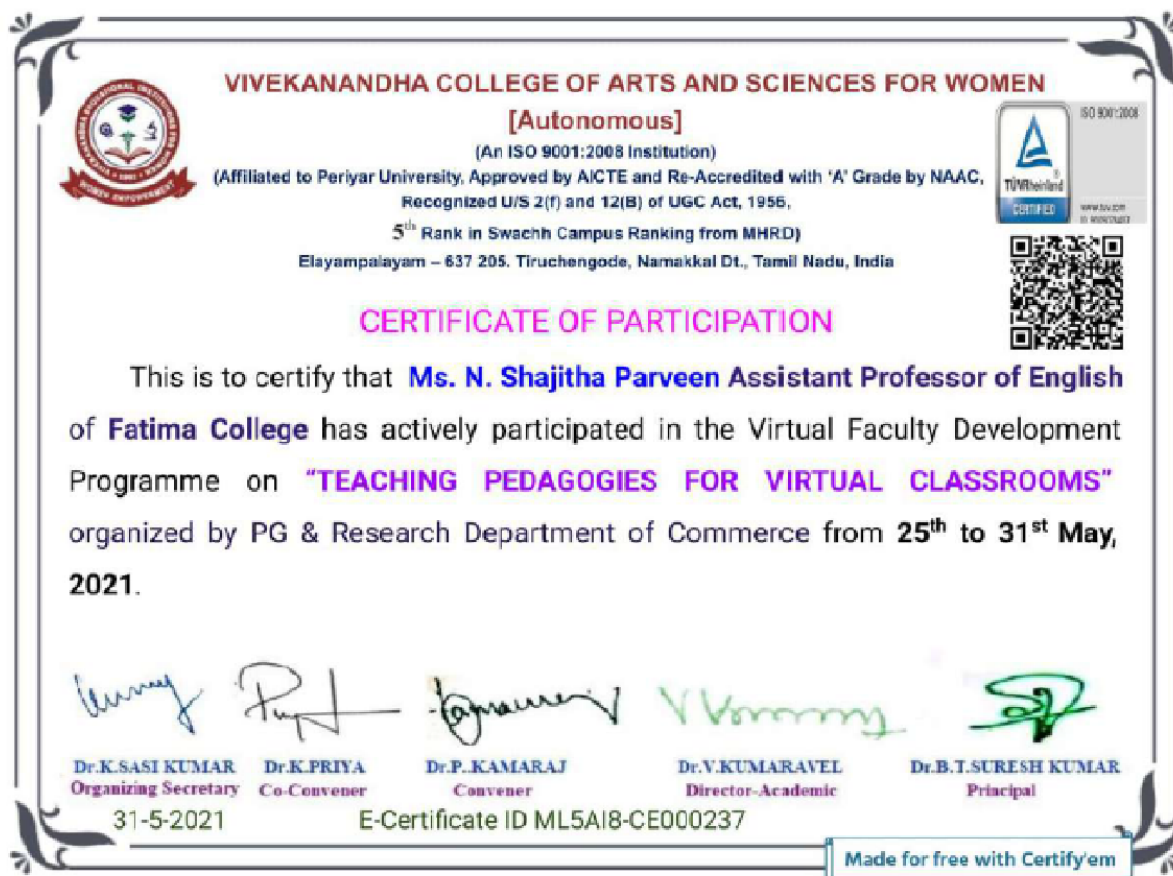 VIVEKANANDHA COLLEGE OF ARTS AND SCIENCES FOR WOMEN
[Autonomous]
(An ISO 9001:2008 Institution)
(Affiliated to Periyar University, Approved by AICTE and Re-Accredited with ‘A’ Grade by NAAC,
Recognized U/S 2(f) and 12(B) of UGC Act, 1956,
5th Rank in Swachh Campus Ranking from MHRD)
Elayampalayam – 637 205. Tiruchengode, Namakkal Dt., Tamil Nadu, India
WOMEN EMPOWERMENT
ISO 9001:2008
TÜVRheinland
CERTIFIED
www.tuv.com
CERTIFICATE OF PARTICIPATION
This is to certify that Ms. N. Shajitha Parveen Assistant Professor of English
of Fatima College has actively participated in the Virtual Faculty Development
Programme on “TEACHING PEDAGOGIES FOR VIRTUAL CLASSROOMS”
organized by PG & Research Department of Commerce from 25th to 31st May,
2021.
Dr.K.SASI KUMAR Dr.K.PRIYA Dr.P..KAMARAJ Dr.V.KUMARAVEL Dr.B.T.SURESH KUMAR
Organizing Secretary Co-Convener Convener Director-Academic Principal
31-5-2021 E-Certificate ID ML5AI8-CE000237
Made for free with Certify'em